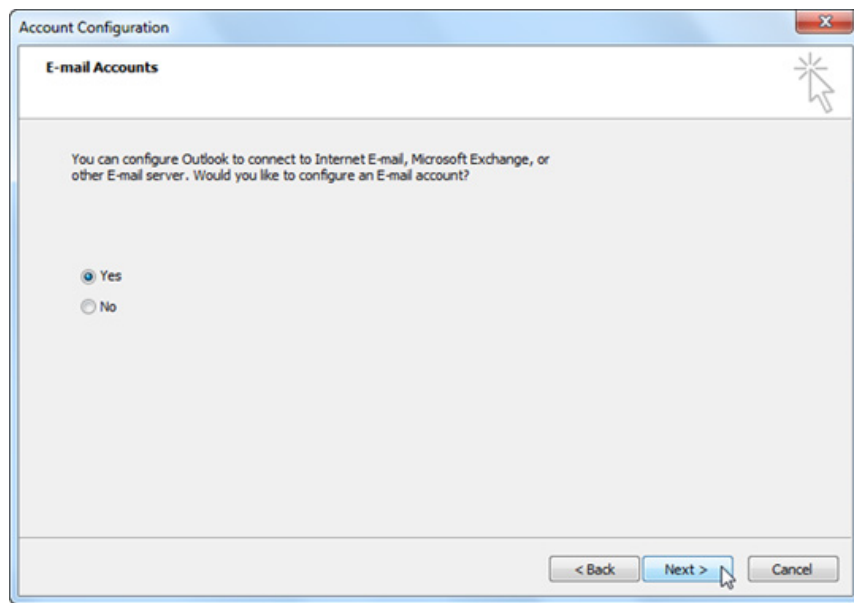 Account Configuration
E-mail Accounts
You can configure Outlook to connect to Internet E-mail, Microsoft Exchange, or
other E-mail server. Would you like to configure an E-mail account?
Yes
No
< Back Next > Cancel